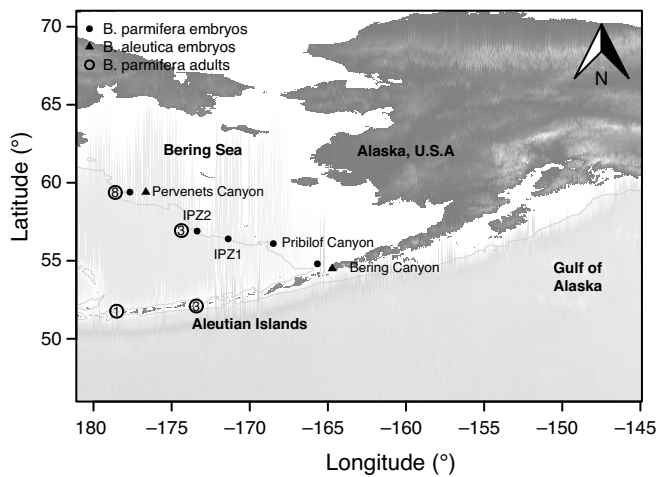 70
B. parmifera embryos
B. aleutica embryos
B. parmifera adults
N
65
Bering Sea
Alaska, U.S.A
60
8
Pervenets Canyon
IPZ2
3
IPZ1
Pribilof Canyon
55
Bering Canyon
Gulf of
Alaska
1
3
Aleutian Islands
50
Latitude (°)
180
−175
−170
−165
−160
−155
−150
−145
Longitude (°)